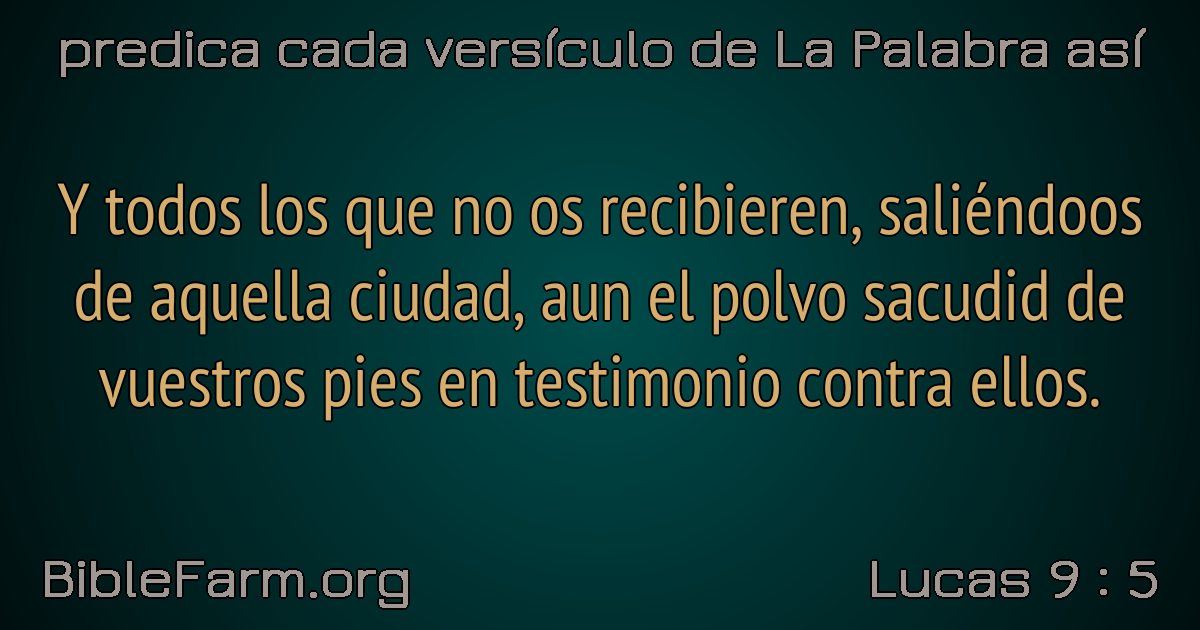 predica cada versículo de La Palabra así
Y todos los que no os recibieren, saliéndoos
de aquella ciudad, aun el polvo sacudid de
vuestros pies en testimonio contra ellos.
BibleFarm.org
Lucas 9 : 5